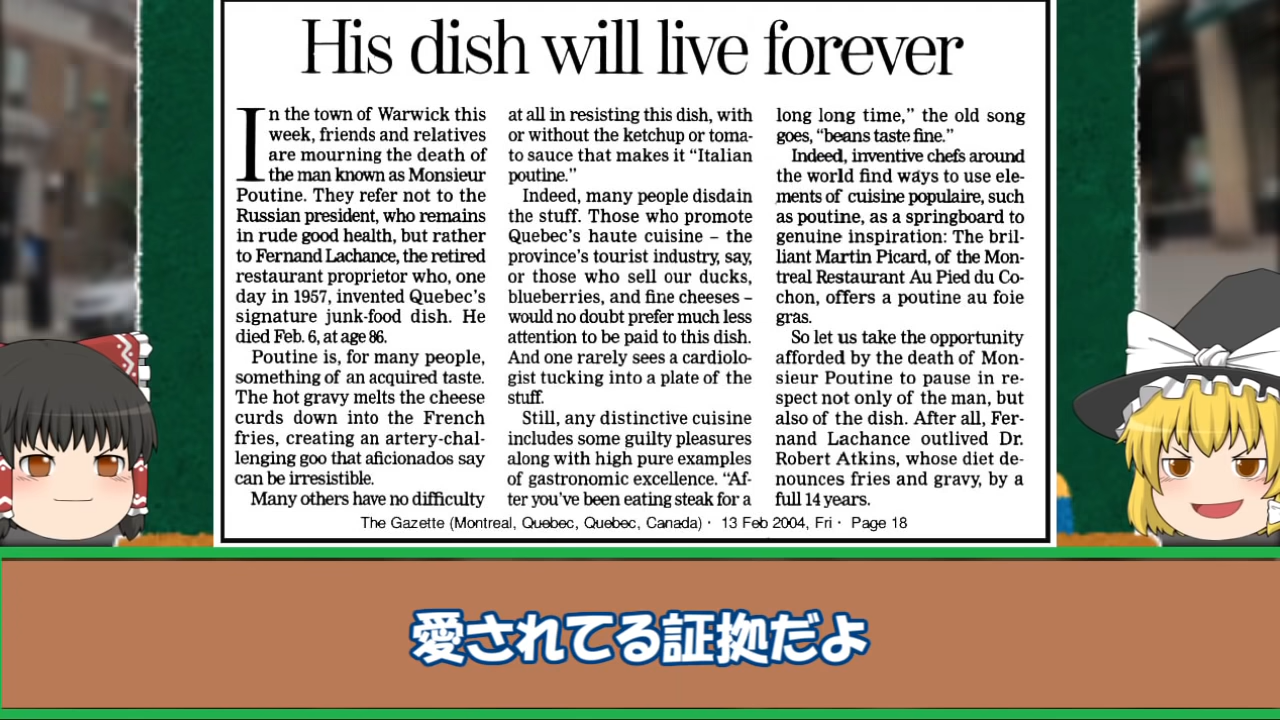 His dish will live forever
In the town of Warwick this
week, friends and relatives
are mourning the death of
the man known as Monsieur
Poutine. They refer not to the
Russian president, who remains
in rude good health, but rather
to Fernand Lachance, the retired
restaurant proprietor who, one
day in 1957, invented Quebec's
signature junk-food dish. He
died Feb. 6, at age 86.
Poutine is, for many people,
something of an acquired taste.
The hot gravy melts the cheese
curds down into the French
fries, creating an artery-chal-
lenging goo that aficionados say
can be irresistible.
Many others have no difficulty
at all in resisting this dish, with
or without the ketchup or toma-
to sauce that makes it “Italian
poutine.”
Indeed, many people disdain
the stuff. Those who promote
Quebec's haute cuisine – the
province's tourist industry, say,
or those who sell our ducks,
blueberries, and fine cheeses –
would no doubt prefer much less
attention to be paid to this dish.
And one rarely sees a cardiolo-
gist tucking into a plate of the
stuff.
Still, any distinctive cuisine
includes some guilty pleasures
along with high pure examples
of gastronomic excellence. “Af-
ter you've been eating steak for a
long long time,” the old song
goes, “beans taste fine.”
Indeed, inventive chefs around
the world find ways to use ele-
ments of cuisine populaire, such
as poutine, as a springboard to
genuine inspiration: The bril-
liant Martin Picard, of the Mon-
treal Restaurant Au Pied du Co-
chon, offers a poutine au foie
gras.
So let us take the opportunity
afforded by the death of Mon-
sieur Poutine to pause in re-
spect not only of the man, but
also of the dish. After all, Fer-
nand Lachance outlived Dr.
Robert Atkins, whose diet de-
nounces fries and gravy, by a
full 14 years.
The Gazette (Montreal, Quebec, Quebec, Canada) · 13 Feb 2004, Fri · Page 18
愛されてる証拠だよ